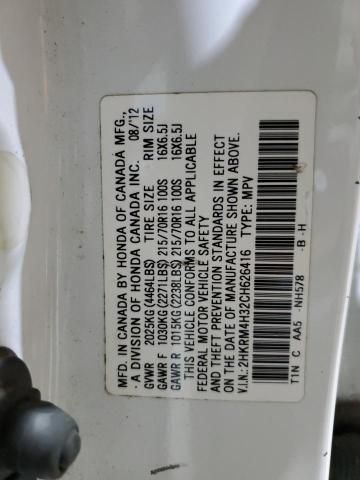 MFD. IN CANADA BY HONDA OF CANADA MFG.,
- A DIVISION OF HONDA CANADA INC. 08/'12
GVWR 2025KG(4464LBS) TIRE SIZE RIM SIZE
GAWR F 1030KG(2271LBS) 215/70R16 100S 16X6.5J
GAWR R 1015KG(2238LBS) 215/70R16 100S 16X6.5J
THIS VEHICLE CONFORMS TO ALL APPLICABLE
FEDERAL MOTOR VEHICLE SAFETY
AND THEFT PREVENTION STANDARDS IN EFFECT
ON THE DATE OF MANUFACTURE SHOWN ABOVE.
V.I.N.: 2HKRM4H32CH626416 TYPE: MPV
T1N C AA5 -NH578 -B -H